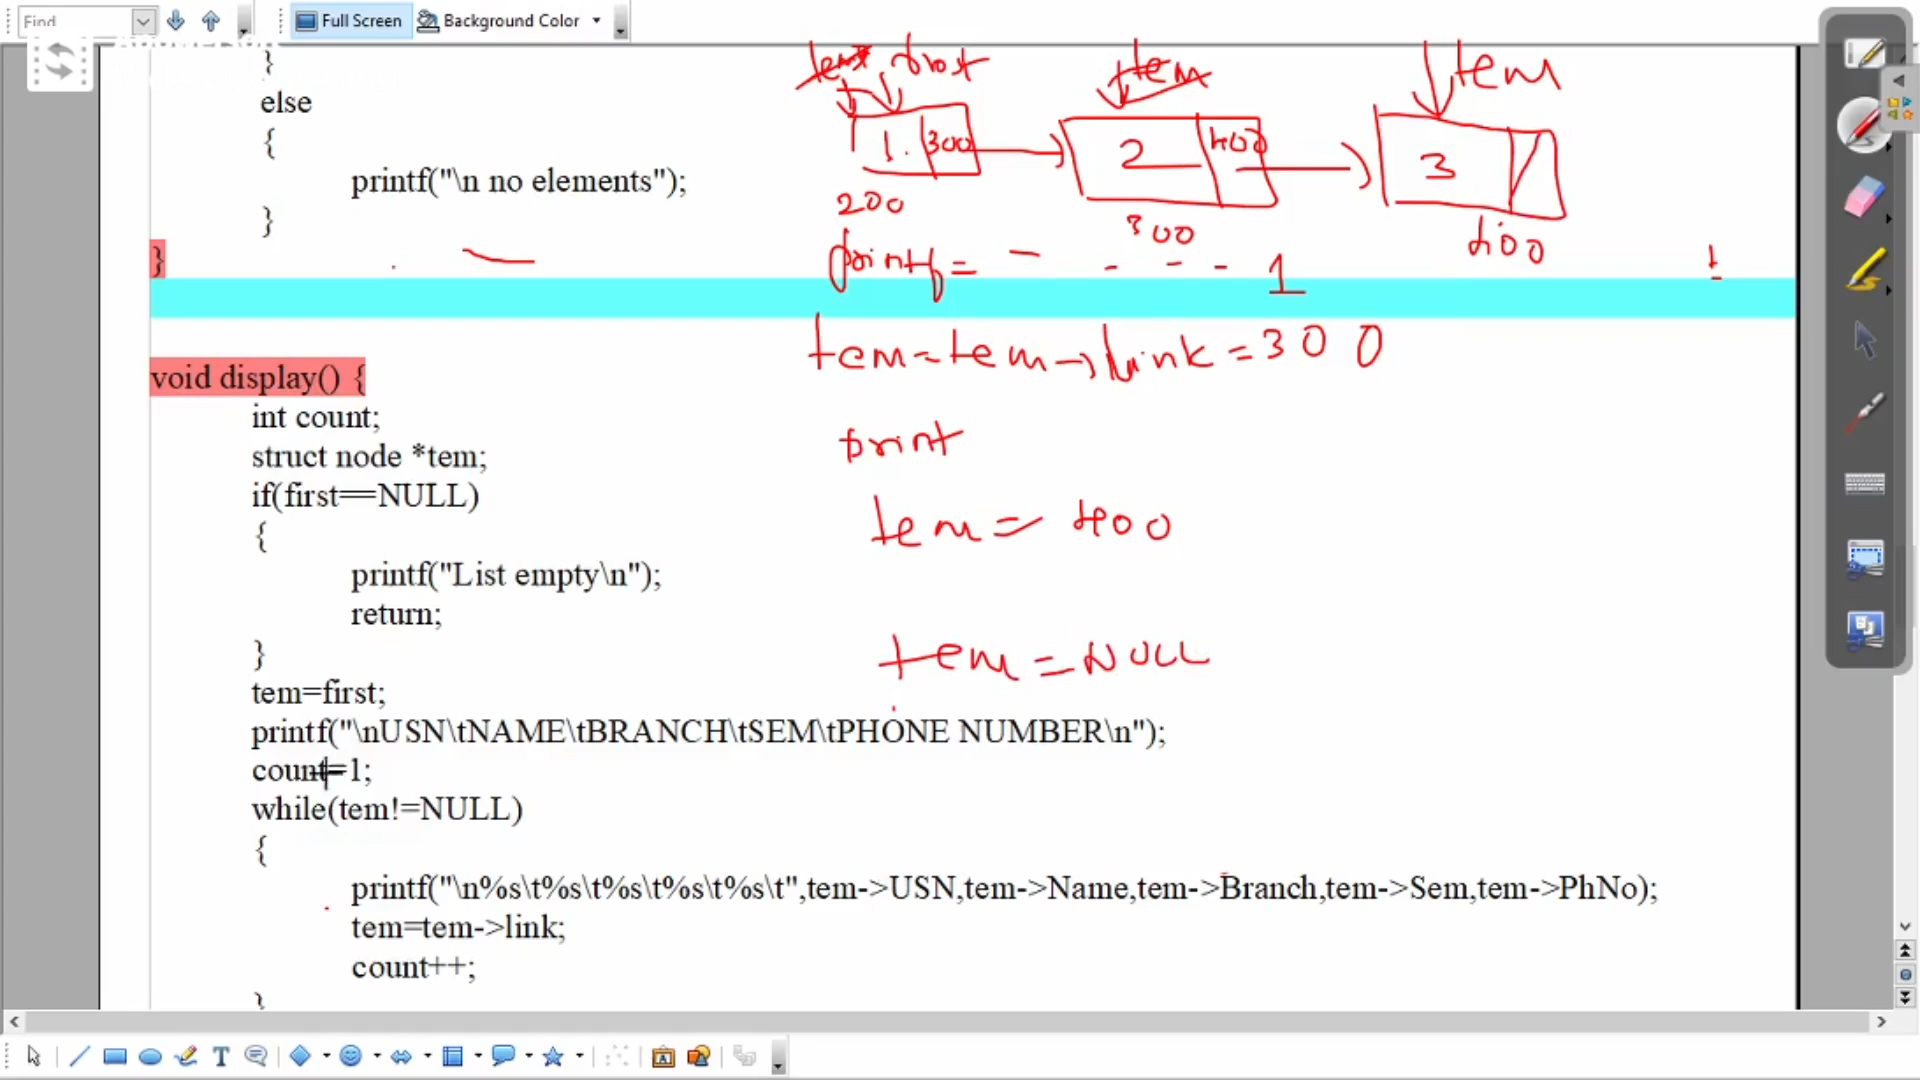 Find
Full Screen
Background Color
}
else
{
printf("\n no elements");
}
}
void display() {
int count;
struct node *tem;
if(first==NULL)
{
printf("List empty\n");
return;
}
tem=first;
printf("\nUSN\tNAME\tBRANCH\tSEM\tPHONE NUMBER\n");
count=1;
while(tem!=NULL)
{
printf("\n%s\t%s\t%s\t%s\t%s\t",tem->USN,tem->Name,tem->Branch,tem->Sem,tem->PhNo);
tem=tem->link;
count++;
}
tem first tem tem
1 300 2 400 3
200 300 400
printf = - - - - 1
tem=tem->link=300
print
tem = 400
tem = NULL